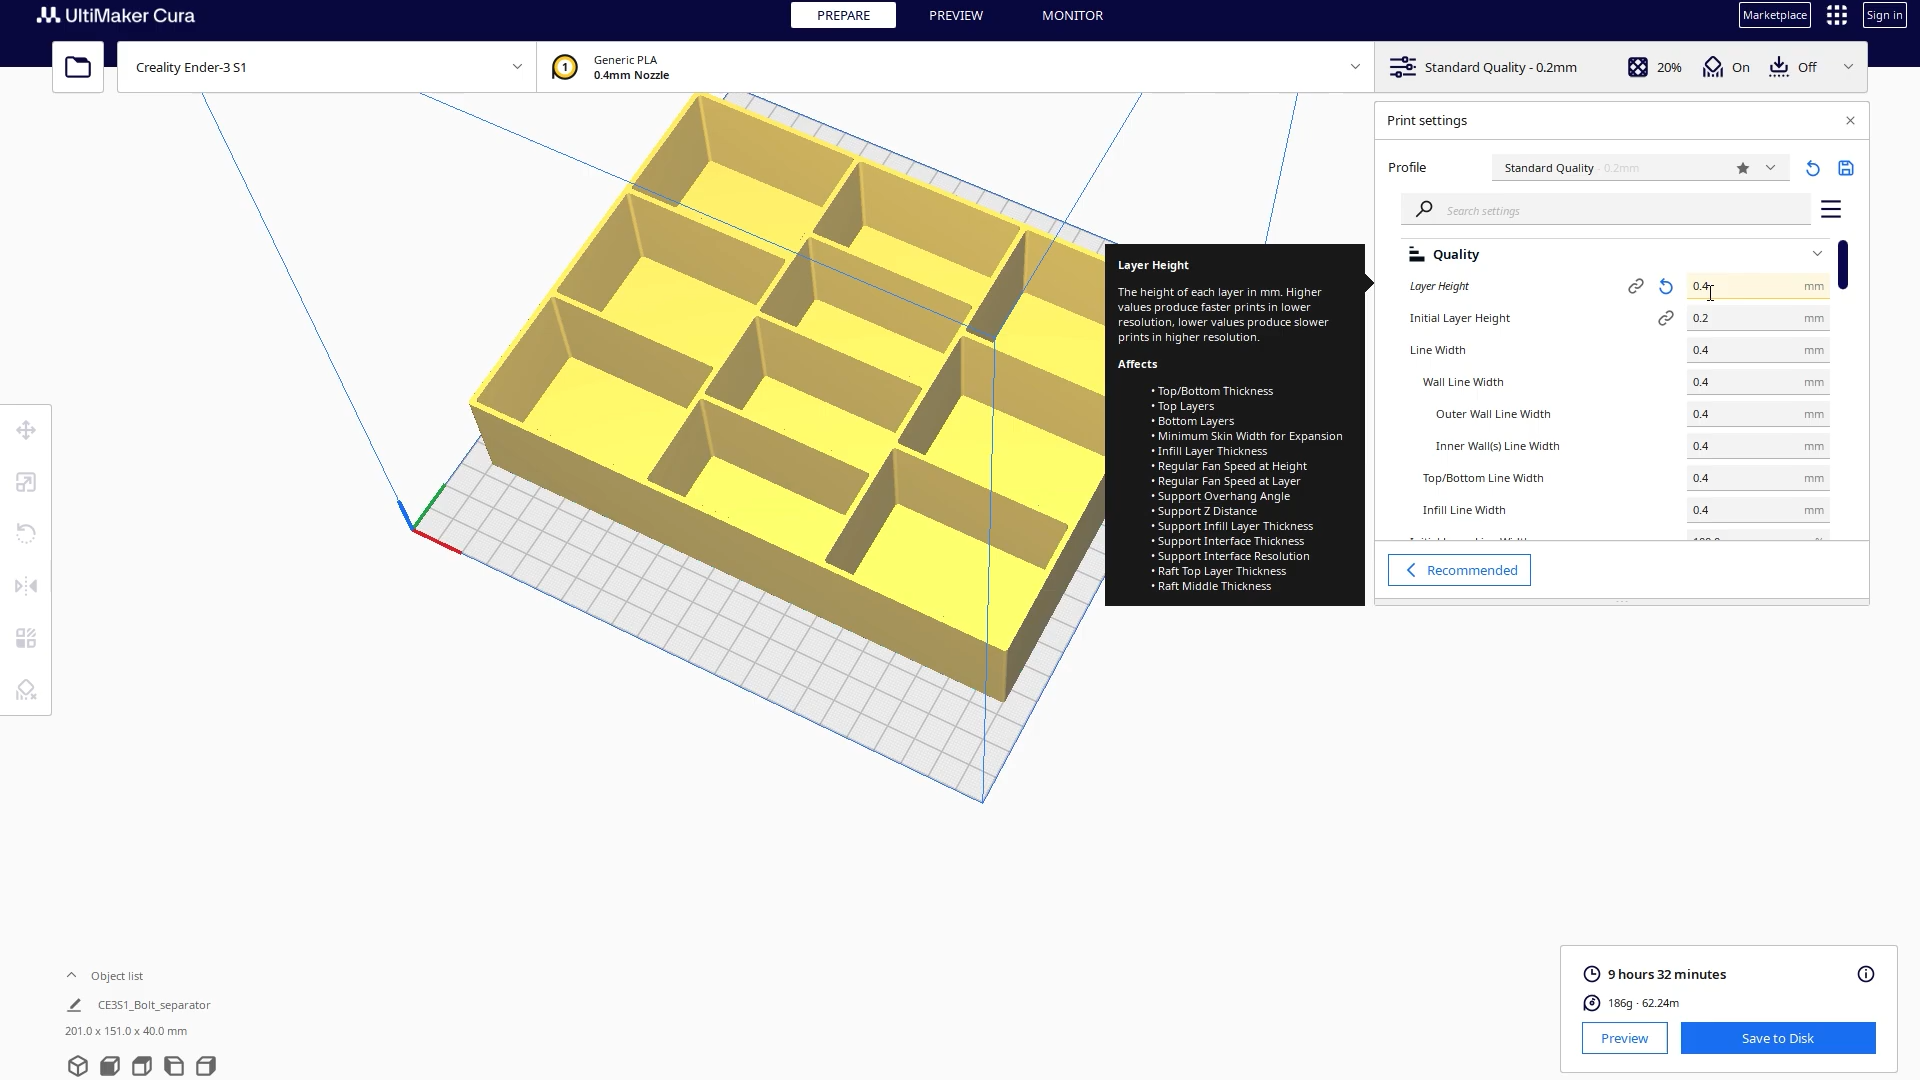 UltiMaker Cura
PREPARE
PREVIEW
MONITOR
Marketplace
Sign in
Creality Ender-3 S1
1
Generic PLA
0.4mm Nozzle
Standard Quality - 0.2mm
20%
On
Off
Print settings
Profile
Standard Quality - 0.2mm
Search settings
Quality
Layer Height
0.4
mm
Initial Layer Height
0.2
mm
Line Width
0.4
mm
Wall Line Width
0.4
mm
Outer Wall Line Width
0.4
mm
Inner Wall(s) Line Width
0.4
mm
Top/Bottom Line Width
0.4
mm
Infill Line Width
0.4
mm
Recommended
Layer Height
The height of each layer in mm. Higher
values produce faster prints in lower
resolution, lower values produce slower
prints in higher resolution.
Affects
• Top/Bottom Thickness
• Top Layers
• Bottom Layers
• Minimum Skin Width for Expansion
• Infill Layer Thickness
• Regular Fan Speed at Height
• Regular Fan Speed at Layer
• Support Overhang Angle
• Support Z Distance
• Support Infill Layer Thickness
• Support Interface Thickness
• Support Interface Resolution
• Raft Top Layer Thickness
• Raft Middle Thickness
Object list
CE3S1_Bolt_separator
201.0 x 151.0 x 40.0 mm
9 hours 32 minutes
186g · 62.24m
Preview
Save to Disk